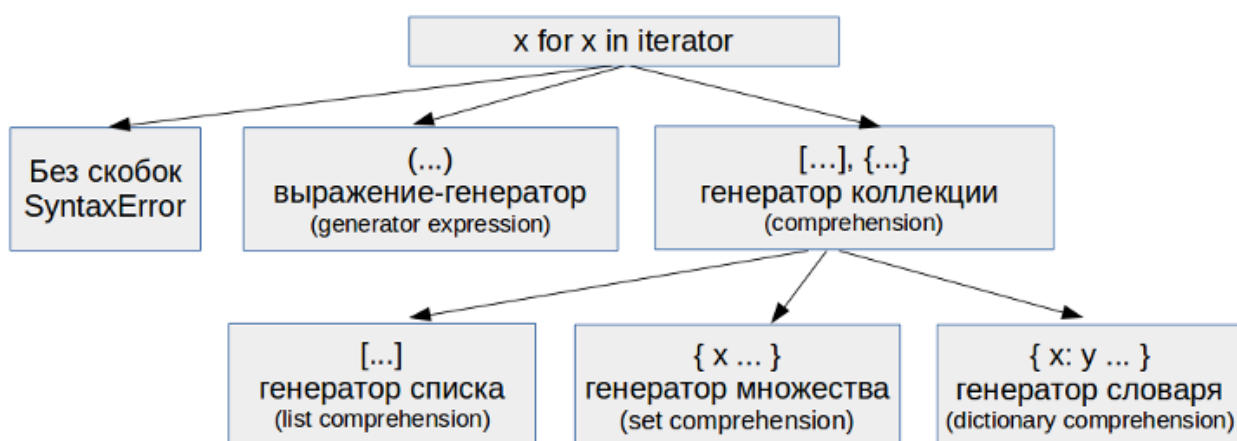 x for x in iterator
Без скобок
SyntaxError
(...)
выражение-генератор
(generator expression)
[...], {...}
генератор коллекции
(comprehension)
[...]
генератор списка
(list comprehension)
{ x ... }
генератор множества
(set comprehension)
{ x: y ... }
генератор словаря
(dictionary comprehension)